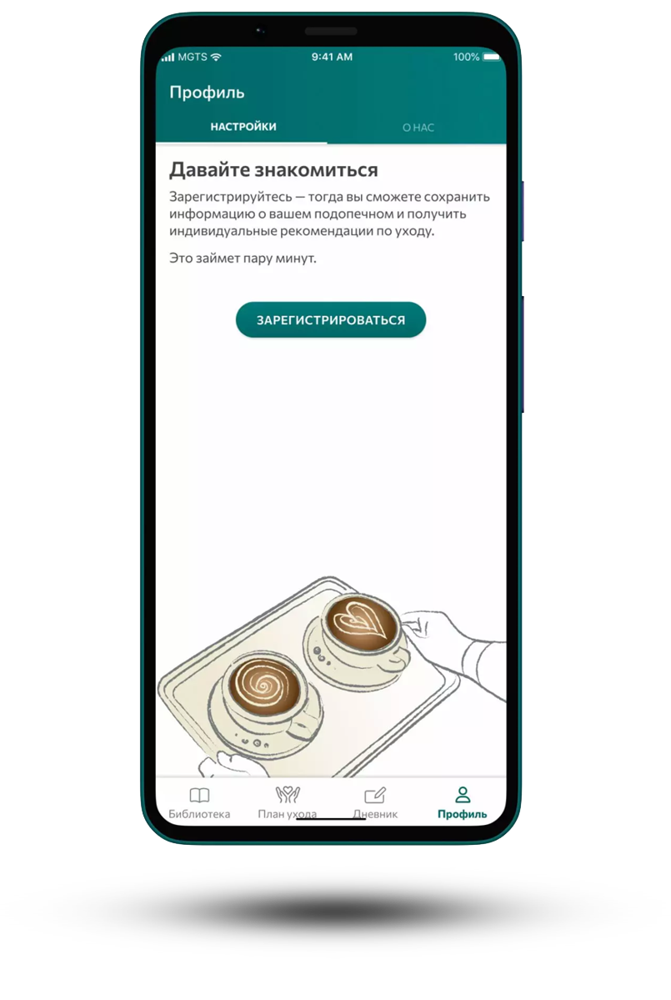 MGTS 9:41 AM 100%
Профиль
НАСТРОЙКИ О НАС
Давайте знакомиться
Зарегистрируйтесь — тогда вы сможете сохранить
информацию о вашем подопечном и получить
индивидуальные рекомендации по уходу.
Это займет пару минут.
ЗАРЕГИСТРИРОВАТЬСЯ
Библиотека План ухода Дневник Профиль